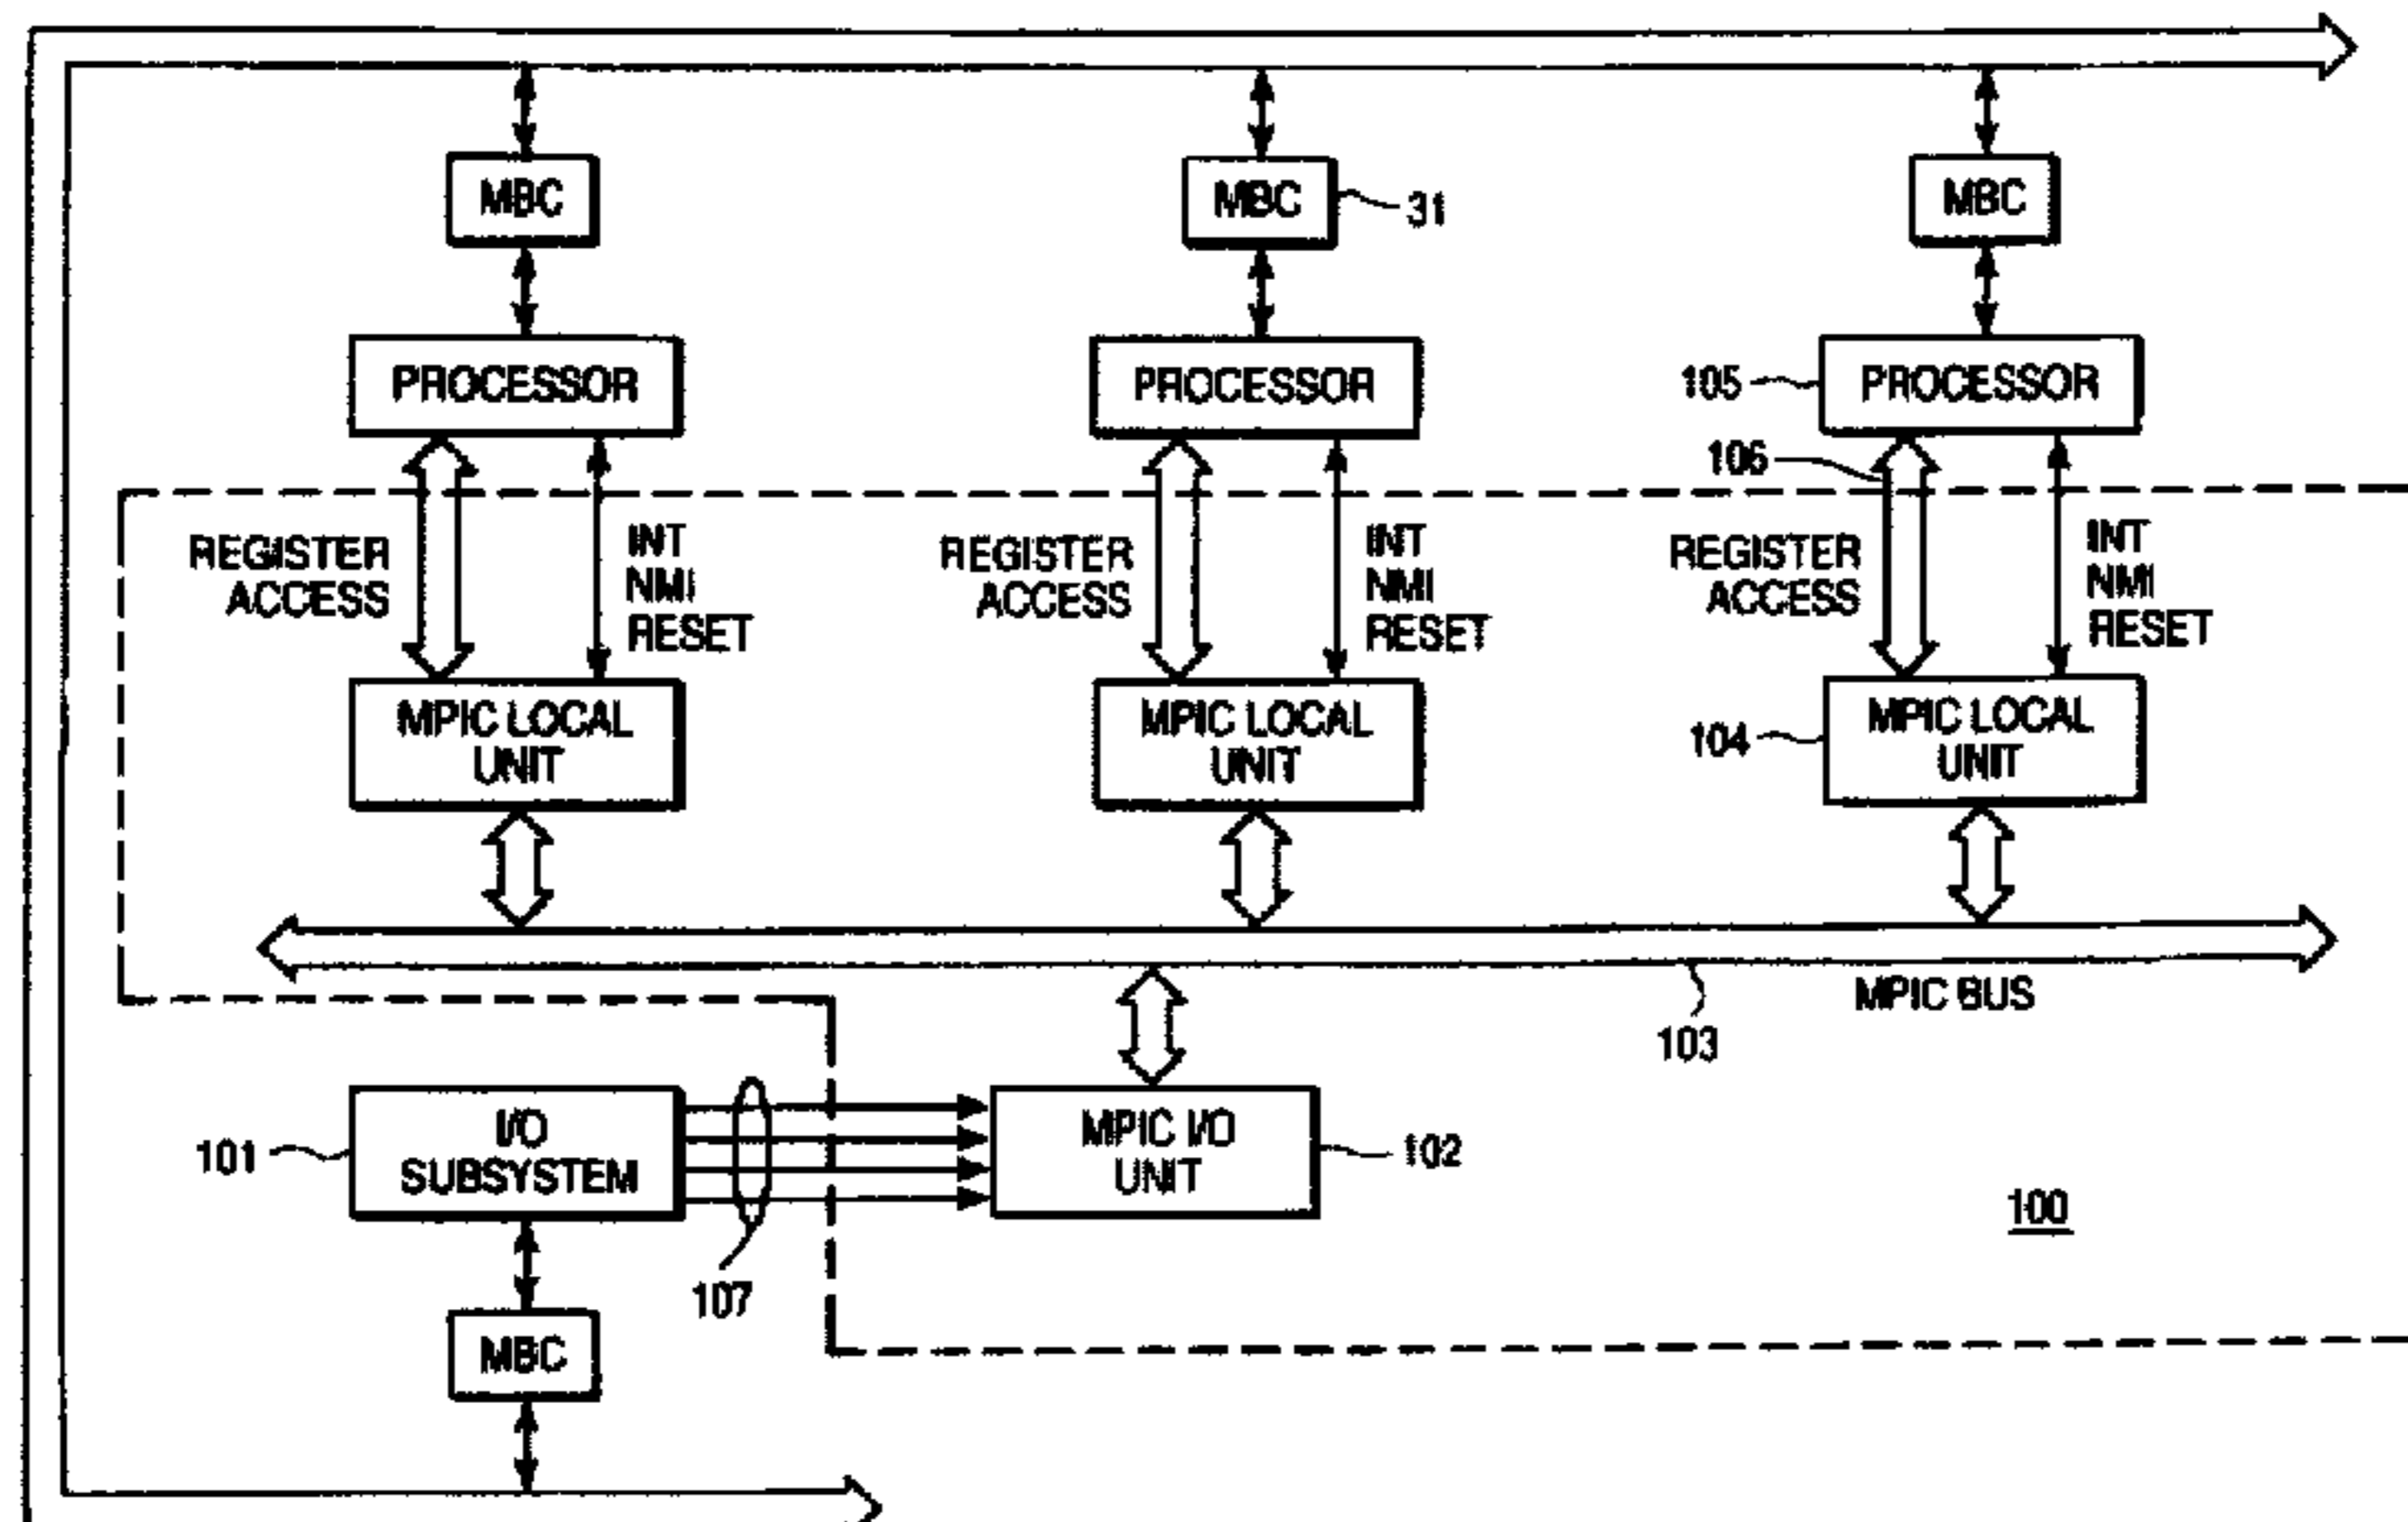 MBC
MBC
31
MBC
PROCESSOR
PROCESSOR
105
PROCESSOR
106
REGISTER
ACCESS
INT
NMI
RESET
REGISTER
ACCESS
INT
NMI
RESET
REGISTER
ACCESS
INT
NMI
RESET
MPIC LOCAL
UNIT
MPIC LOCAL
UNIT
104
MPIC LOCAL
UNIT
MPIC BUS
103
101
I/O
SUBSYSTEM
107
MPIC I/O
UNIT
102
100
MBC